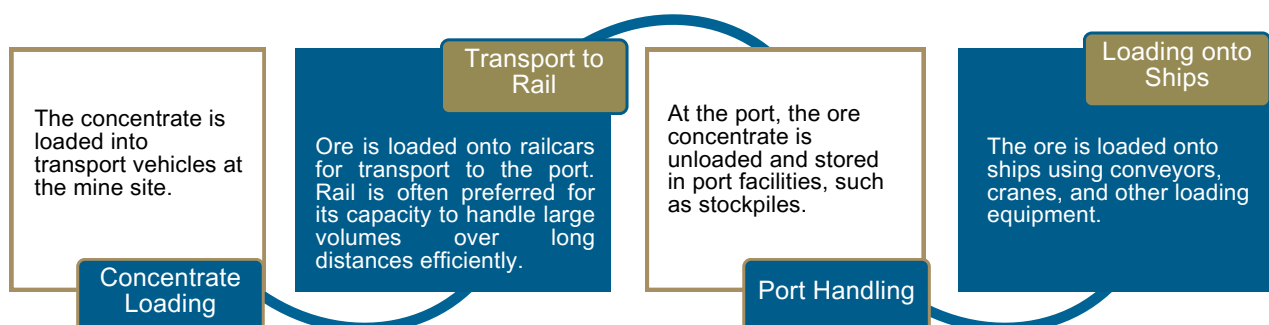 The concentrate is
loaded into
transport vehicles at
the mine site.
Concentrate
Loading
Transport to
Rail
Ore is loaded onto railcars
for transport to the port.
Rail is often preferred for
its capacity to handle large
volumes over long
distances efficiently.
At the port, the ore
concentrate is
unloaded and stored
in port facilities, such
as stockpiles.
Port Handling
Loading onto
Ships
The ore is loaded onto
ships using conveyors,
cranes, and other loading
equipment.